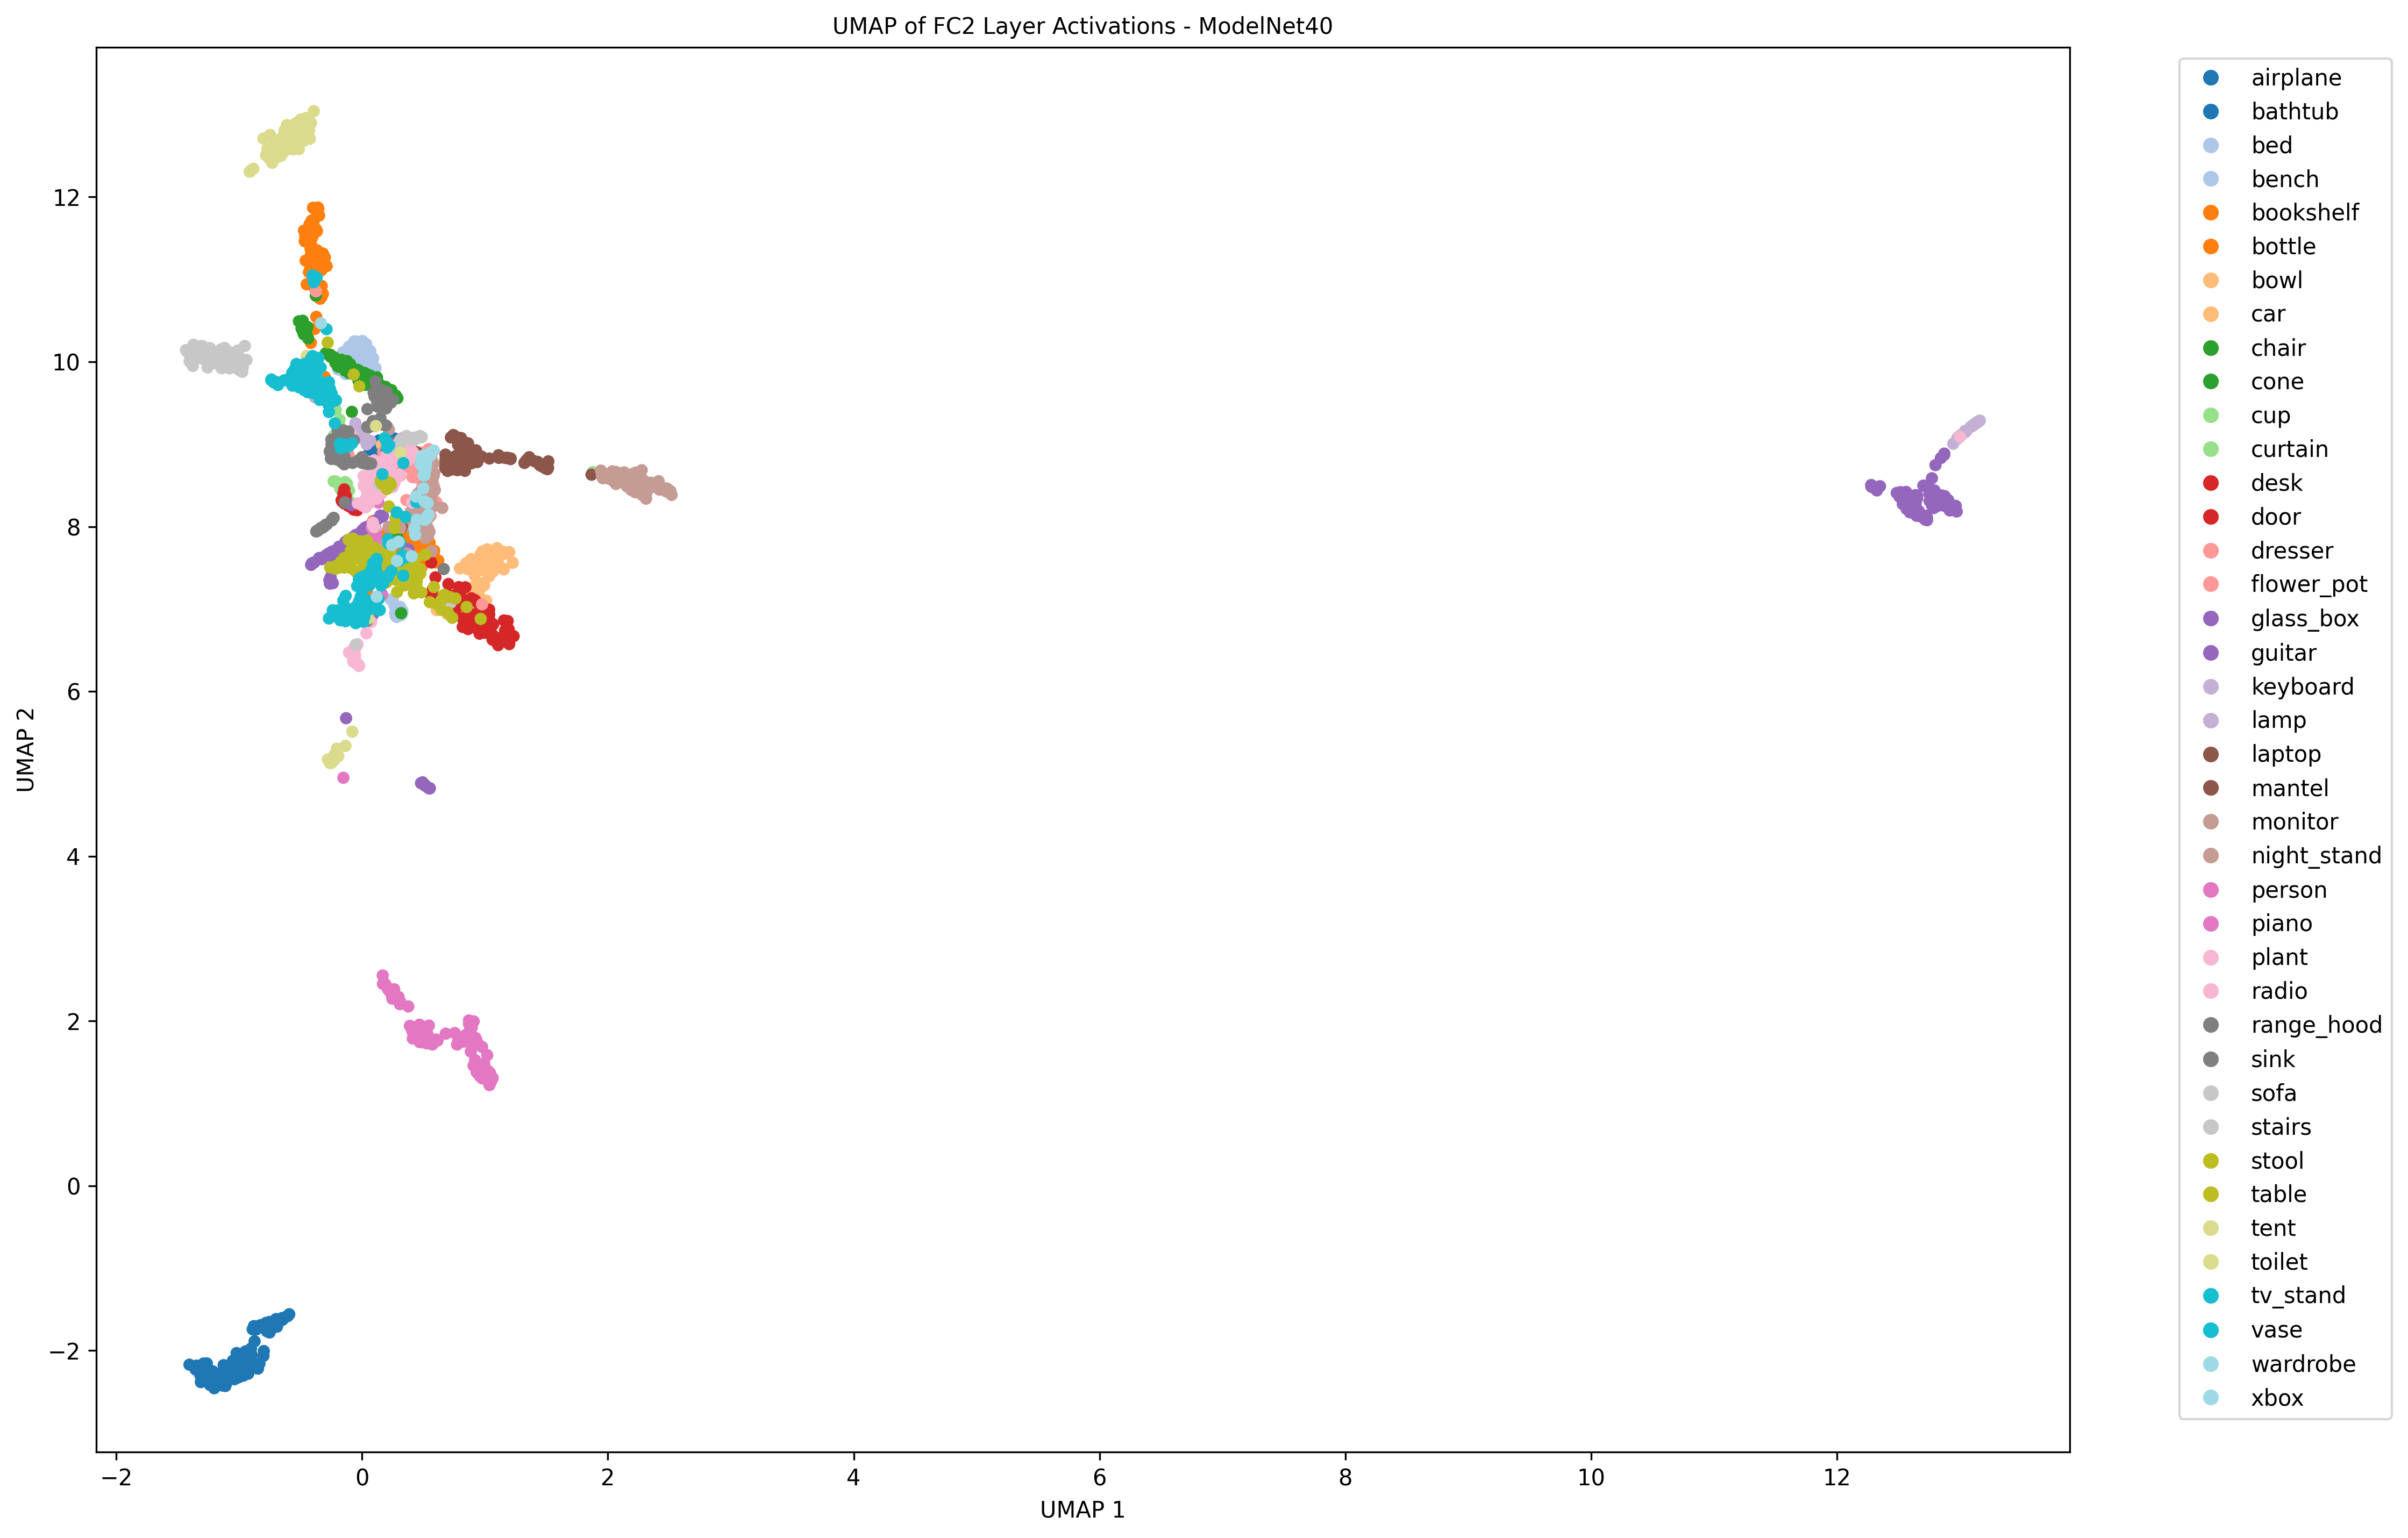 UMAP of FC2 Layer Activations - ModelNet40
UMAP 2
12
10
8
6
4
2
0
−2
−2
0
2
4
6
8
10
12
UMAP 1
airplane
bathtub
bed
bench
bookshelf
bottle
bowl
car
chair
cone
cup
curtain
desk
door
dresser
flower_pot
glass_box
guitar
keyboard
lamp
laptop
mantel
monitor
night_stand
person
piano
plant
radio
range_hood
sink
sofa
stairs
stool
table
tent
toilet
tv_stand
vase
wardrobe
xbox